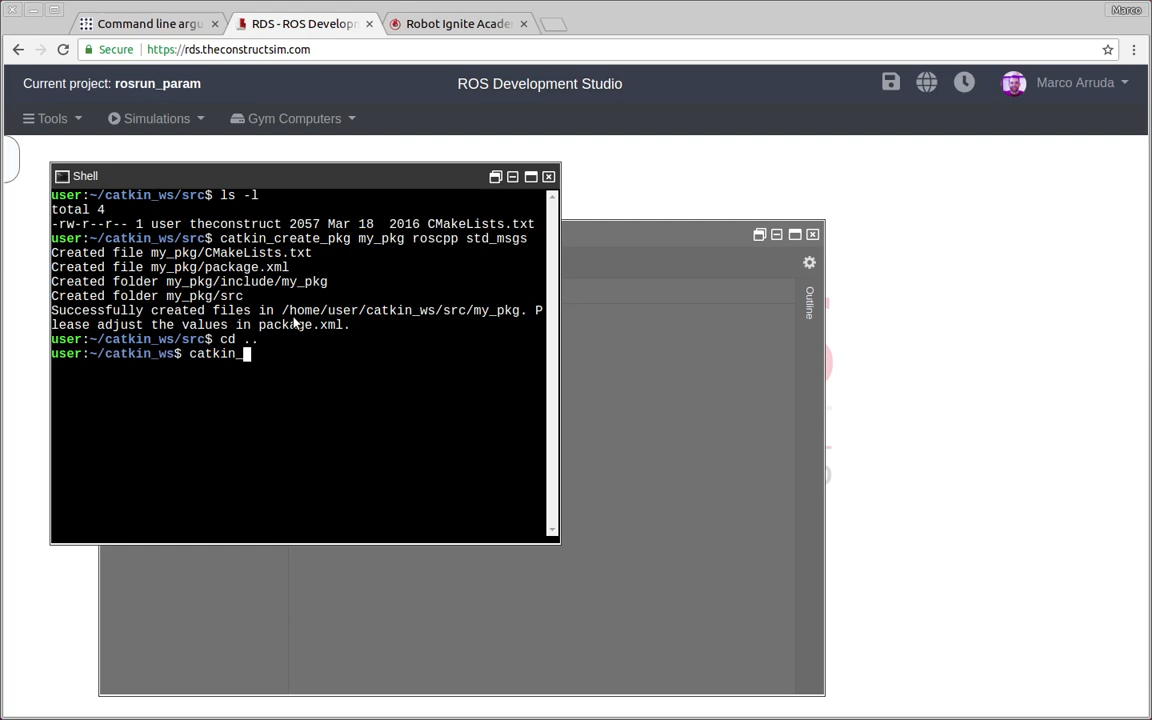 Marco
Command line argu
RDS - ROS Developm
Robot Ignite Acade
Secure
https://rds.theconstructsim.com
Current project: rosrun_param
ROS Development Studio
Marco Arruda
Tools
Simulations
Gym Computers
Shell
user:~/catkin_ws/src$ ls -l
total 4
-rw-r--r-- 1 user theconstruct 2057 Mar 18  2016 CMakeLists.txt
user:~/catkin_ws/src$ catkin_create_pkg my_pkg roscpp std_msgs
Created file my_pkg/CMakeLists.txt
Created file my_pkg/package.xml
Created folder my_pkg/include/my_pkg
Created folder my_pkg/src
Successfully created files in /home/user/catkin_ws/src/my_pkg. P
lease adjust the values in package.xml.
user:~/catkin_ws/src$ cd ..
user:~/catkin_ws$ catkin_
Outline